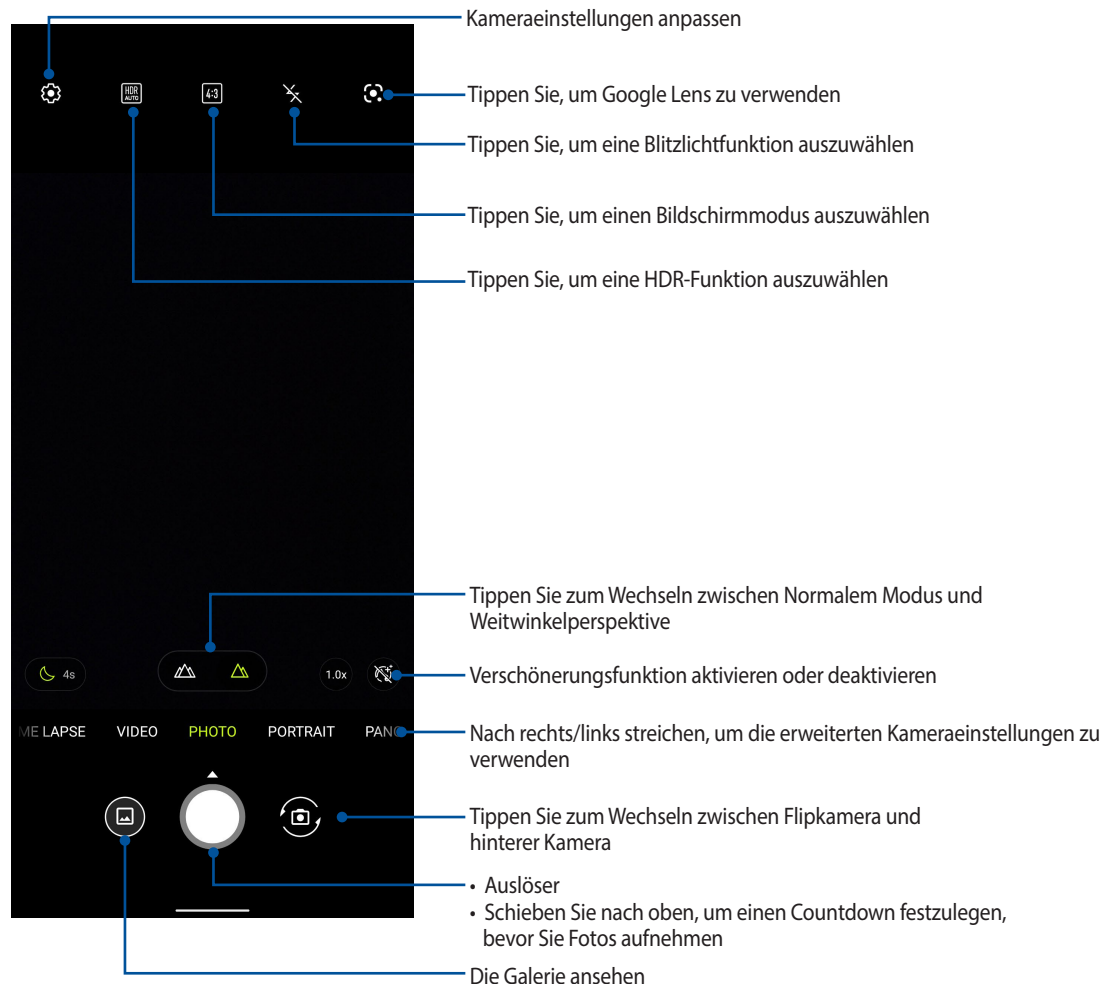 Kameraeinstellungen anpassen
HDR
AUTO
4:3
Tippen Sie, um Google Lens zu verwenden
Tippen Sie, um eine Blitzlichtfunktion auszuwählen
Tippen Sie, um einen Bildschirmmodus auszuwählen
Tippen Sie, um eine HDR-Funktion auszuwählen
Tippen Sie zum Wechseln zwischen Normalem Modus und
Weitwinkelperspektive
4s
1.0x
Verschönerungsfunktion aktivieren oder deaktivieren
ME LAPSE VIDEO PHOTO PORTRAIT PANO
Nach rechts/links streichen, um die erweiterten Kameraeinstellungen zu
verwenden
Tippen Sie zum Wechseln zwischen Flipkamera und
hinterer Kamera
• Auslöser
• Schieben Sie nach oben, um einen Countdown festzulegen,
bevor Sie Fotos aufnehmen
Die Galerie ansehen